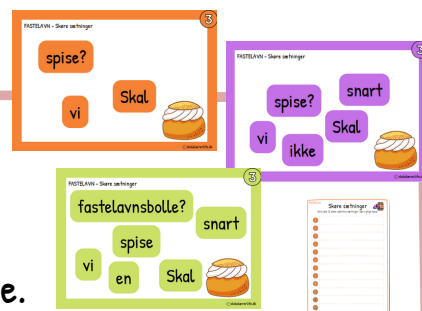 3
FASTELAVN - Skøre sætninger
spise?
Skal
vi
3
FASTELAVN - Skøre sætninger
snart
spise?
Skal
vi
ikke
3
FASTELAVN - Skøre sætninger
fastelavnsbolle?
snart
spise
vi
en
Skal
Skøre sætninger
e.